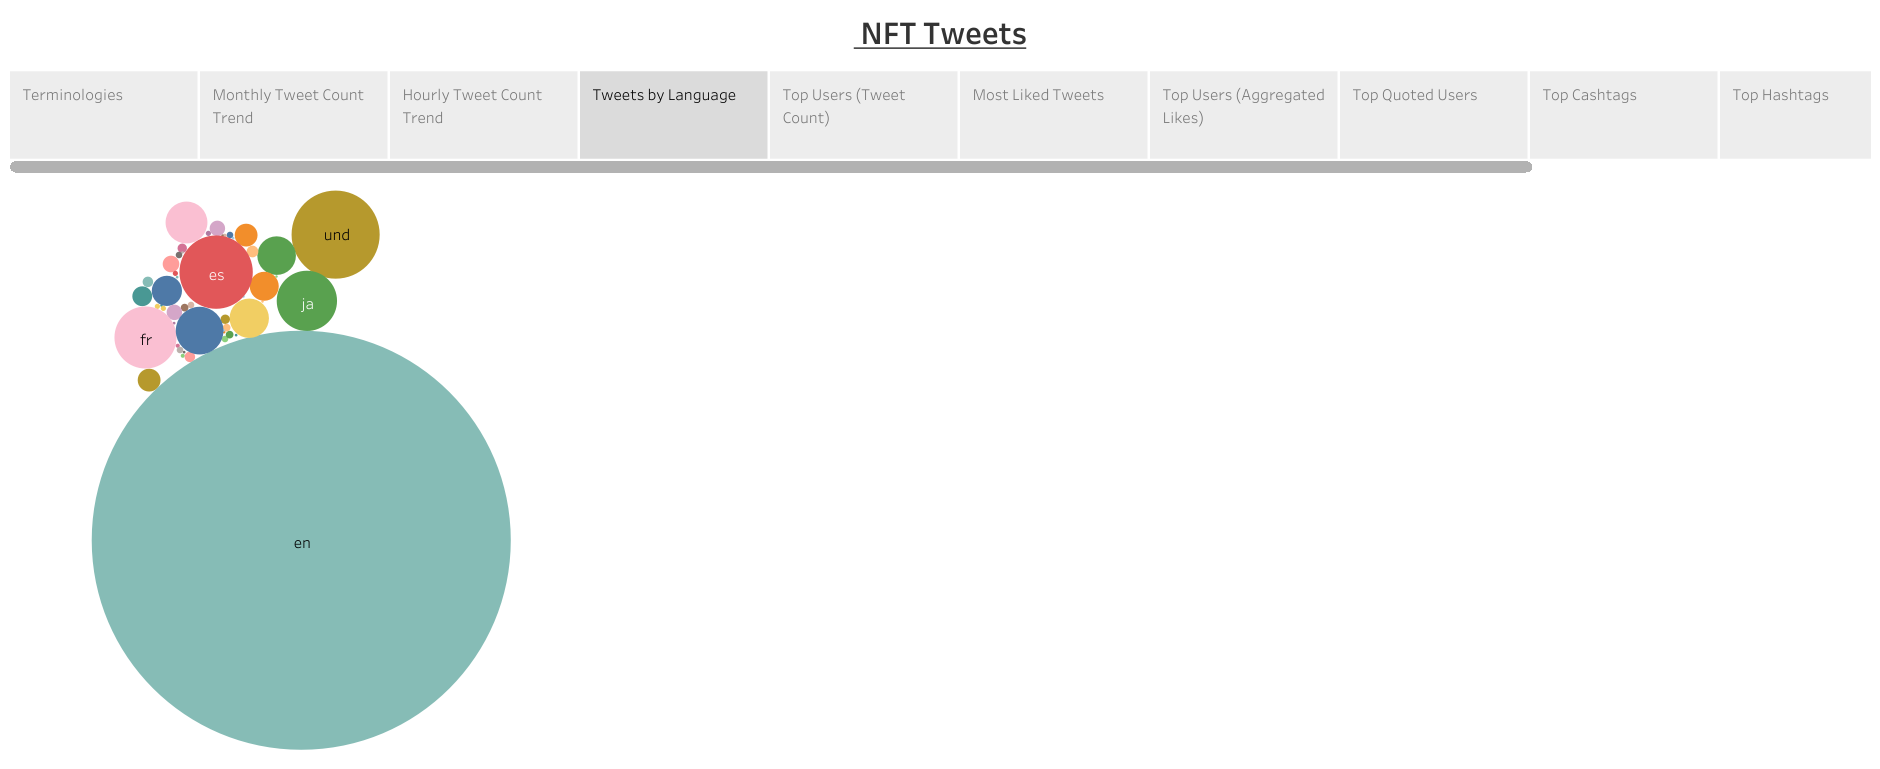 NFT Tweets
Terminologies
Monthly Tweet Count
Trend
Hourly Tweet Count
Trend
Tweets by Language
Top Users (Tweet
Count)
Most Liked Tweets
Top Users (Aggregated
Likes)
Top Quoted Users
Top Cashtags
Top Hashtags
und
es
ja
fr
en